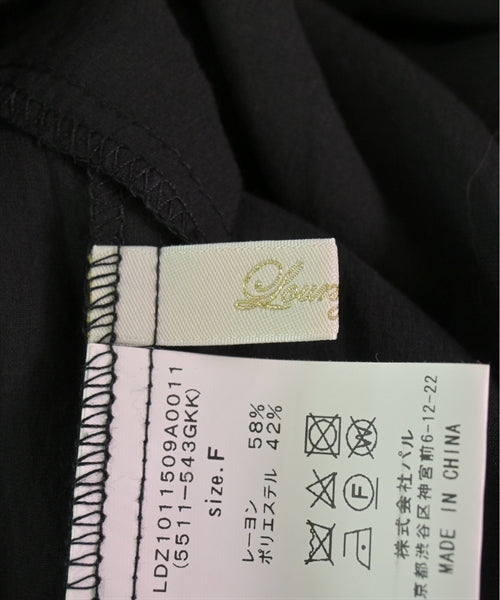 LDZ1011509A0011
(5511-543GKK)
size.F
レーヨン 58%
ポリエステル 42%
株式会社パル
京都渋谷区神宮前6-12-22
MADE IN CHINA